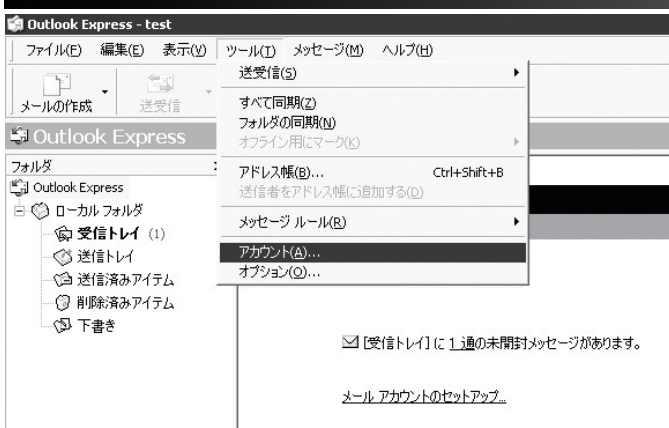 Outlook Express - test
ファイル(F) 編集(E) 表示(V) ツール(T) メッセージ(M) ヘルプ(H)
メールの作成 送受信
送受信(S)
すべて同期(Z)
フォルダの同期(N)
オフライン用にマーク(K)
アドレス帳(B)... Ctrl+Shift+B
送信者をアドレス帳に追加する(D)
メッセージ ルール(R)
アカウント(A)...
オプション(O)...
Outlook Express
フォルダ
Outlook Express
ローカル フォルダ
受信トレイ (1)
送信トレイ
送信済みアイテム
削除済みアイテム
下書き
[受信トレイ] に 1 通の未開封メッセージがあります。
メール アカウントのセットアップ...